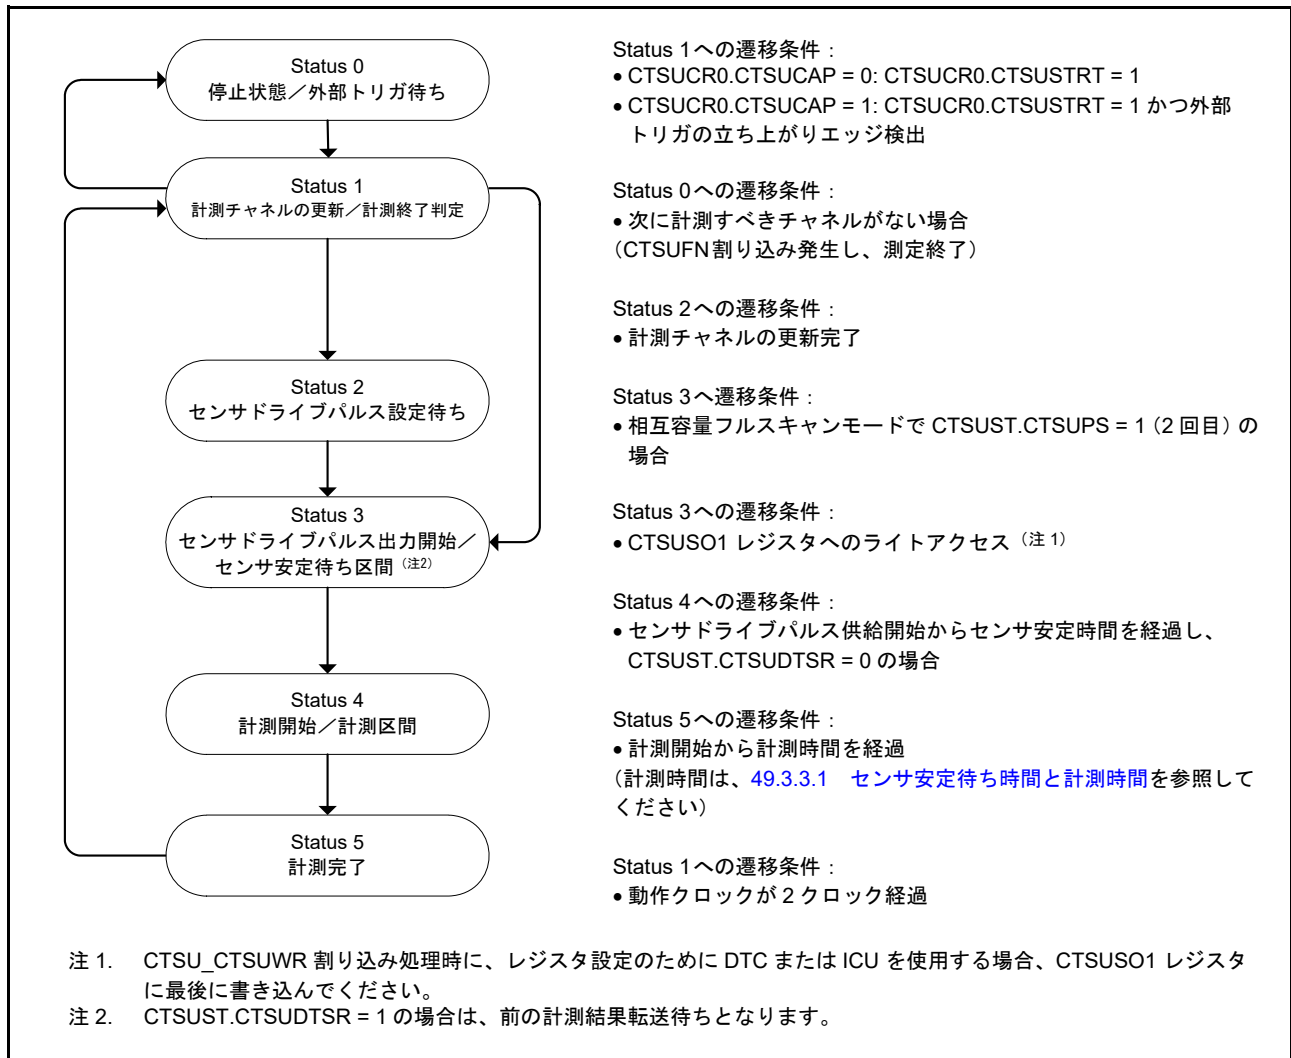 Status 0
停止状態／外部トリガ待ち
Status 1
計測チャネルの更新／計測終了判定
Status 2
センサドライブパルス設定待ち
Status 3
センサドライブパルス出力開始／
センサ安定待ち区間（注2）
Status 4
計測開始／計測区間
Status 5
計測完了
Status 1への遷移条件：
• CTSUCR0.CTSUCAP = 0: CTSUCR0.CTSUSTRT = 1
• CTSUCR0.CTSUCAP = 1: CTSUCR0.CTSUSTRT = 1 かつ外部
トリガの立ち上がりエッジ検出
Status 0への遷移条件：
• 次に計測すべきチャネルがない場合
（CTSUFN割り込み発生し、測定終了）
Status 2への遷移条件：
• 計測チャネルの更新完了
Status 3へ遷移条件：
• 相互容量フルスキャンモードで CTSUST.CTSUPS = 1（2 回目）の
場合
Status 3への遷移条件：
• CTSUSO1 レジスタへのライトアクセス（注 1）
Status 4への遷移条件：
• センサドライブパルス供給開始からセンサ安定時間を経過し、
CTSUST.CTSUDTSR = 0 の場合
Status 5への遷移条件：
• 計測開始から計測時間を経過
（計測時間は、49.3.3.1　センサ安定待ち時間と計測時間を参照して
ください）
Status 1への遷移条件：
• 動作クロックが 2 クロック経過
注 1.　CTSU_CTSUWR 割り込み処理時に、レジスタ設定のために DTC または ICU を使用する場合、CTSUSO1 レジスタ
に最後に書き込んでください。
注 2.　CTSUST.CTSUDTSR = 1 の場合は、前の計測結果転送待ちとなります。